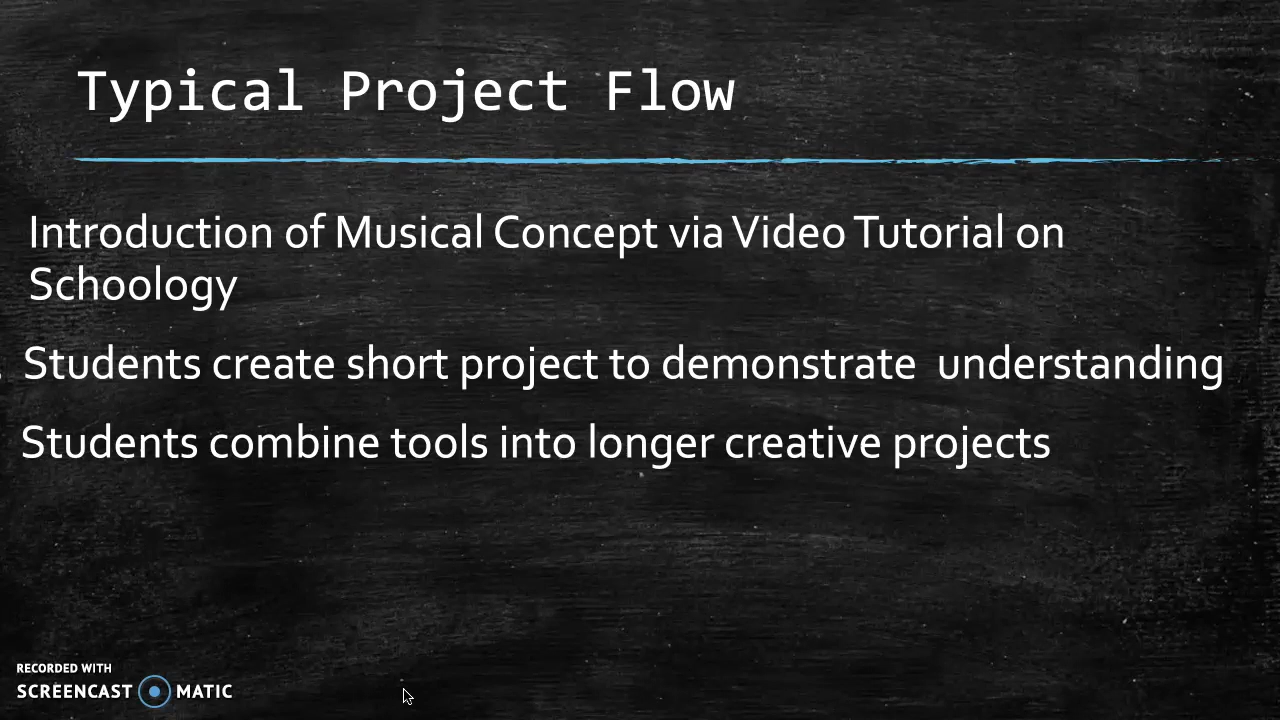 Typical Project Flow
Introduction of Musical Concept via Video Tutorial on
Schoology
Students create short project to demonstrate  understanding
Students combine tools into longer creative projects
RECORDED WITH
SCREENCAST MATIC